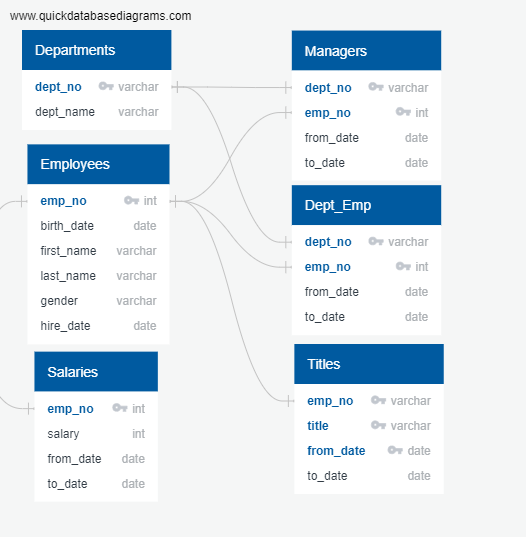 www.quickdatabasediagrams.com
Departments
dept_no varchar
dept_name varchar
Employees
emp_no int
birth_date date
first_name varchar
last_name varchar
gender varchar
hire_date date
Salaries
emp_no int
salary int
from_date date
to_date date
Managers
dept_no varchar
emp_no int
from_date date
to_date date
Dept_Emp
dept_no varchar
emp_no int
from_date date
to_date date
Titles
emp_no varchar
title varchar
from_date date
to_date date